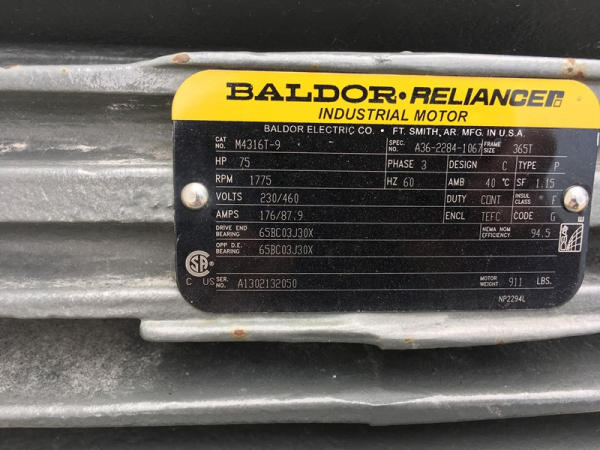 BALDOR • RELIANCER
INDUSTRIAL MOTOR
BALDOR ELECTRIC CO. • FT. SMITH, AR. MFG. IN U.S.A.
CAT NO. M4316T-9 SPEC. NO. A36-2284-1067 FRAME SIZE 365T
HP 75 PHASE 3 DESIGN C TYPE P
RPM 1775 HZ 60 AMB 40°C SF 1.15
VOLTS 230/460 DUTY CONT INSUL CLASS F
AMPS 176/87.9 ENCL TEFC CODE G
DRIVE END BEARING 65BC03J30X NEMA NOM EFFICIENCY 94.5
OPP D.E. BEARING 65BC03J30X
SA
C US SER. NO. A1302132050 MOTOR WEIGHT 911 LBS.
NP2294L